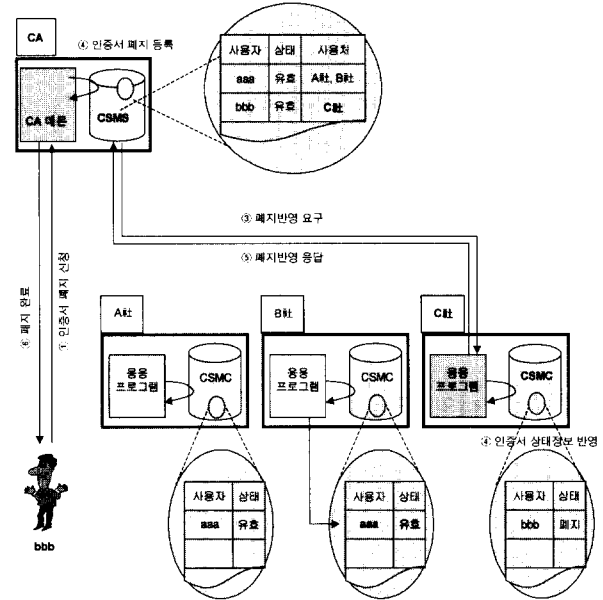 CA
④ 인증서 폐지 등록
사용자 상태 사용처
aaa 유효 A社, B社
bbb 유효 C社
CA 데몬
CSMS
③ 폐지반영 요구
⑤ 폐지반영 응답
⑥ 폐지 완료
① 인증서 폐지 신청
A社
B社
C社
응용 프로그램
CSMC
응용 프로그램
CSMC
응용 프로그램
CSMC
④ 인증서 상태정보 반영
사용자 상태
aaa 유효
사용자 상태
aaa 유효
사용자 상태
bbb 폐지
bbb